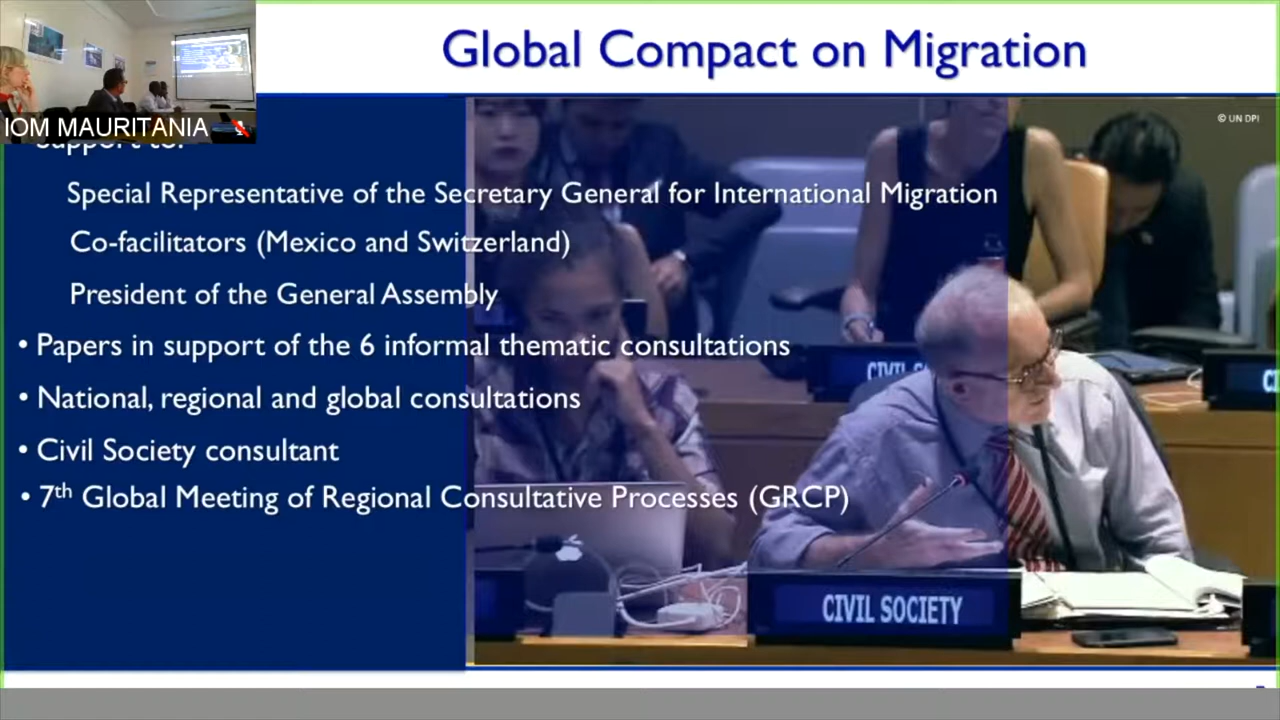 Global Compact on Migration
© UN DPI
IOM MAURITANIA
Support to:
Special Representative of the Secretary General for International Migration
Co-facilitators (Mexico and Switzerland)
President of the General Assembly
• Papers in support of the 6 informal thematic consultations
• National, regional and global consultations
• Civil Society consultant
• 7th Global Meeting of Regional Consultative Processes (GRCP)
CIVIL SOCIETY